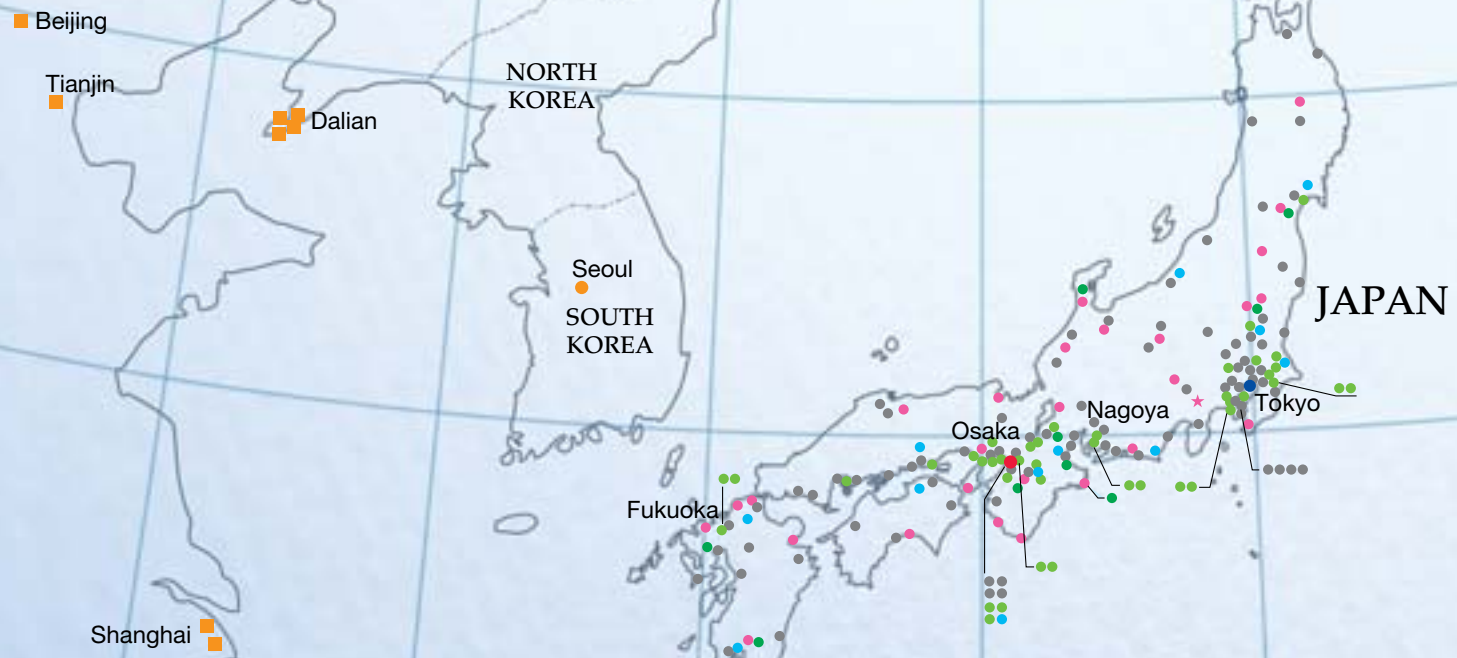 Beijing
Tianjin
Dalian
NORTH
KOREA
Seoul
SOUTH
KOREA
JAPAN
Nagoya
Tokyo
Osaka
Fukuoka
Shanghai